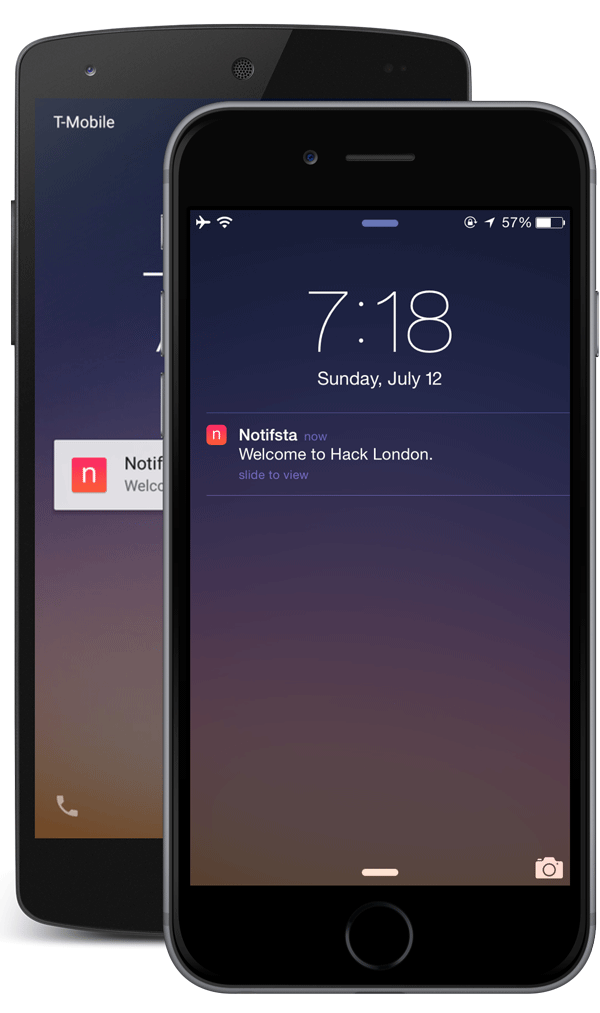 T-Mobile
57%
7:18
Sunday, July 12
n
Notifsta now
Welcome to Hack London.
slide to view
n
Notif
Welco